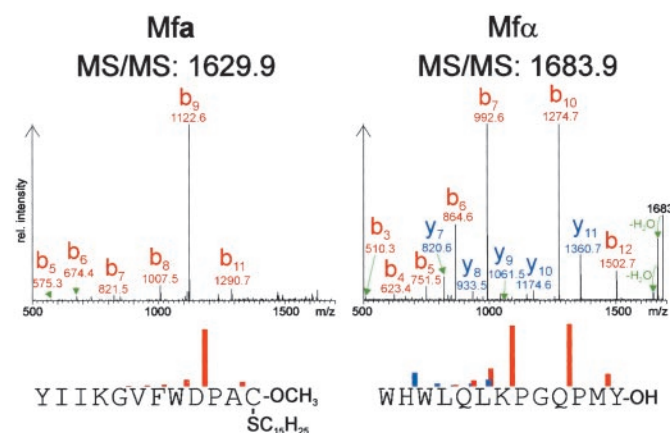 Mfa
MS/MS: 1629.9
Mfα
MS/MS: 1683.9
rel. intensity
b9
1122.6
b5
575.3
b6
674.4
b7
821.5
b8
1007.5
b11
1290.7
500
1000
1500
m/z
b7
992.6
b10
1274.7
b3
510.3
b4
623.4
b5
751.5
b6
864.6
y7
820.6
y8
933.5
y9
1061.5
y10
1174.6
y11
1360.7
b12
1502.7
-H2O
-H2O
1683
500
1000
1500
m/z
YIIKGVFWDPAC-OCH3
SC15H25
WHWLQLKPGQPMY-OH